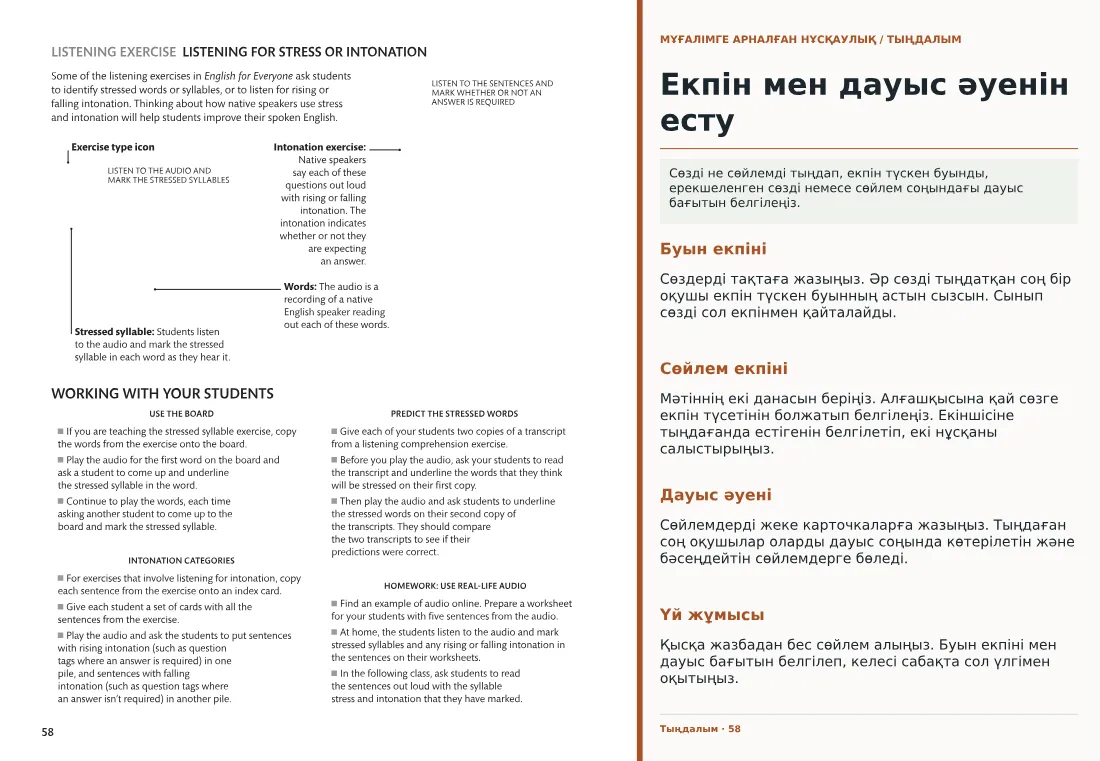 LISTENING EXERCISE LISTENING FOR STRESS OR INTONATION
Some of the listening exercises in English for Everyone ask students
to identify stressed words or syllables, or to listen for rising or
falling intonation. Thinking about how native speakers use stress
and intonation will help students improve their spoken English.
LISTEN TO THE SENTENCES AND
MARK WHETHER OR NOT AN
ANSWER IS REQUIRED
Exercise type icon
LISTEN TO THE AUDIO AND
MARK THE STRESSED SYLLABLES
Intonation exercise:
Native speakers
say each of these
questions out loud
with rising or falling
intonation. The
intonation indicates
whether or not they
are expecting
an answer.
Words: The audio is a
recording of a native
English speaker reading
out each of these words.
Stressed syllable: Students listen
to the audio and mark the stressed
syllable in each word as they hear it.
WORKING WITH YOUR STUDENTS
USE THE BOARD
■ If you are teaching the stressed syllable exercise, copy
the words from the exercise onto the board.
■ Play the audio for the first word on the board and
ask a student to come up and underline
the stressed syllable in the word.
■ Continue to play the words, each time
asking another student to come up to the
board and mark the stressed syllable.
INTONATION CATEGORIES
■ For exercises that involve listening for intonation, copy
each sentence from the exercise onto an index card.
■ Give each student a set of cards with all the
sentences from the exercise.
■ Play the audio and ask the students to put sentences
with rising intonation (such as question
tags where an answer is required) in one
pile, and sentences with falling
intonation (such as question tags where
an answer isn't required) in another pile.
PREDICT THE STRESSED WORDS
■ Give each of your students two copies of a transcript
from a listening comprehension exercise.
■ Before you play the audio, ask your students to read
the transcript and underline the words that they think
will be stressed on their first copy.
■ Then play the audio and ask students to underline
the stressed words on their second copy of
the transcripts. They should compare
the two transcripts to see if their
predictions were correct.
HOMEWORK: USE REAL-LIFE AUDIO
■ Find an example of audio online. Prepare a worksheet
for your students with five sentences from the audio.
■ At home, the students listen to the audio and mark
stressed syllables and any rising or falling intonation in
the sentences on their worksheets.
■ In the following class, ask students to read
the sentences out loud with the syllable
stress and intonation that they have marked.
58
МҰҒАЛІМГЕ АРНАЛҒАН НҰСҚАУЛЫҚ / ТЫҢДАЛЫМ
Екпін мен дауыс әуенін
есту
Сөзді не сөйлемді тыңдап, екпін түскен буынды,
ерекшеленген сөзді немесе сөйлем соңындағы дауыс
бағытын белгілеңіз.
Буын екпіні
Сөздерді тақтаға жазыңыз. Әр сөзді тыңдатқан соң бір
оқушы екпін түскен буынның астын сызсын. Сынып
сөзді сол екпінмен қайталайды.
Сөйлем екпіні
Мәтіннің екі данасын беріңіз. Алғашқысына қай сөзге
екпін түсетінін болжатып белгілеңіз. Екіншісіне
тыңдағанда естігенін белгілетіп, екі нұсқаны
салыстырыңыз.
Дауыс әуені
Сөйлемдерді жеке карточкаларға жазыңыз. Тыңдаған
соң оқушылар оларды дауыс соңында көтерілетін және
бәсеңдейтін сөйлемдерге бөледі.
Үй жұмысы
Қысқа жазбадан бес сөйлем алыңыз. Буын екпіні мен
дауыс бағытын белгілеп, келесі сабақта сол үлгімен
оқытыңыз.
Тыңдалым · 58